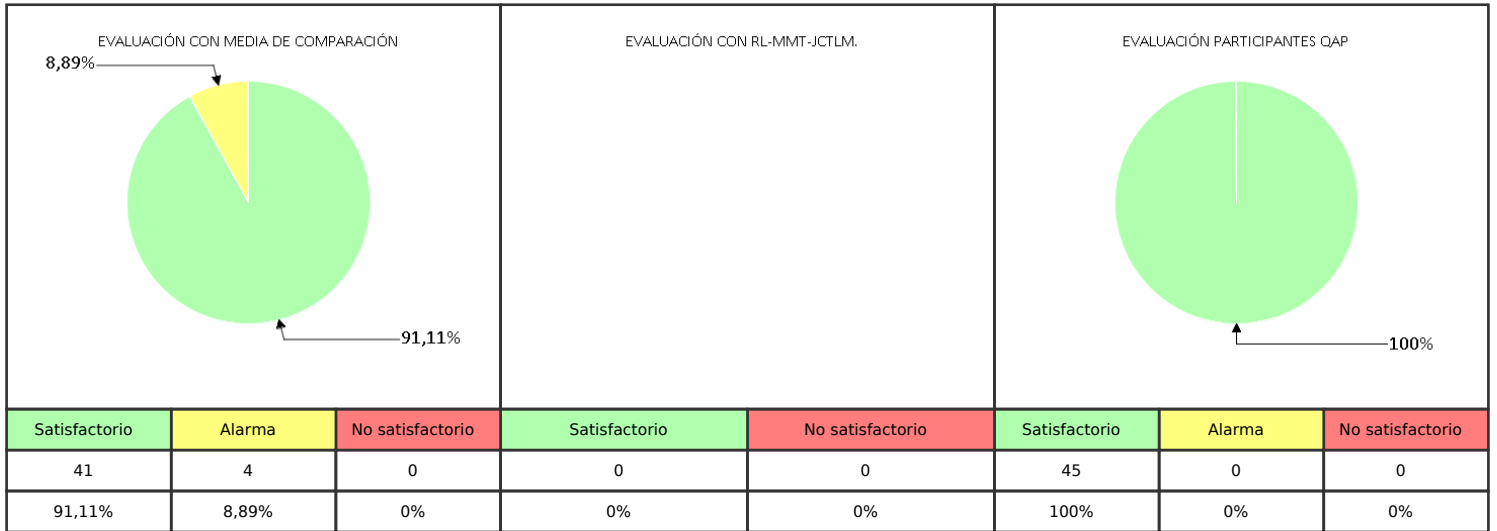 EVALUACIÓN CON MEDIA DE COMPARACIÓN
8,89%
91,11%
EVALUACIÓN CON RL-MMT-JCTLM.
EVALUACIÓN PARTICIPANTES QAP
100%
Satisfactorio Alarma No satisfactorio Satisfactorio No satisfactorio Satisfactorio Alarma No satisfactorio
41 4 0 0 0 45 0 0
91,11% 8,89% 0% 0% 0% 100% 0% 0%